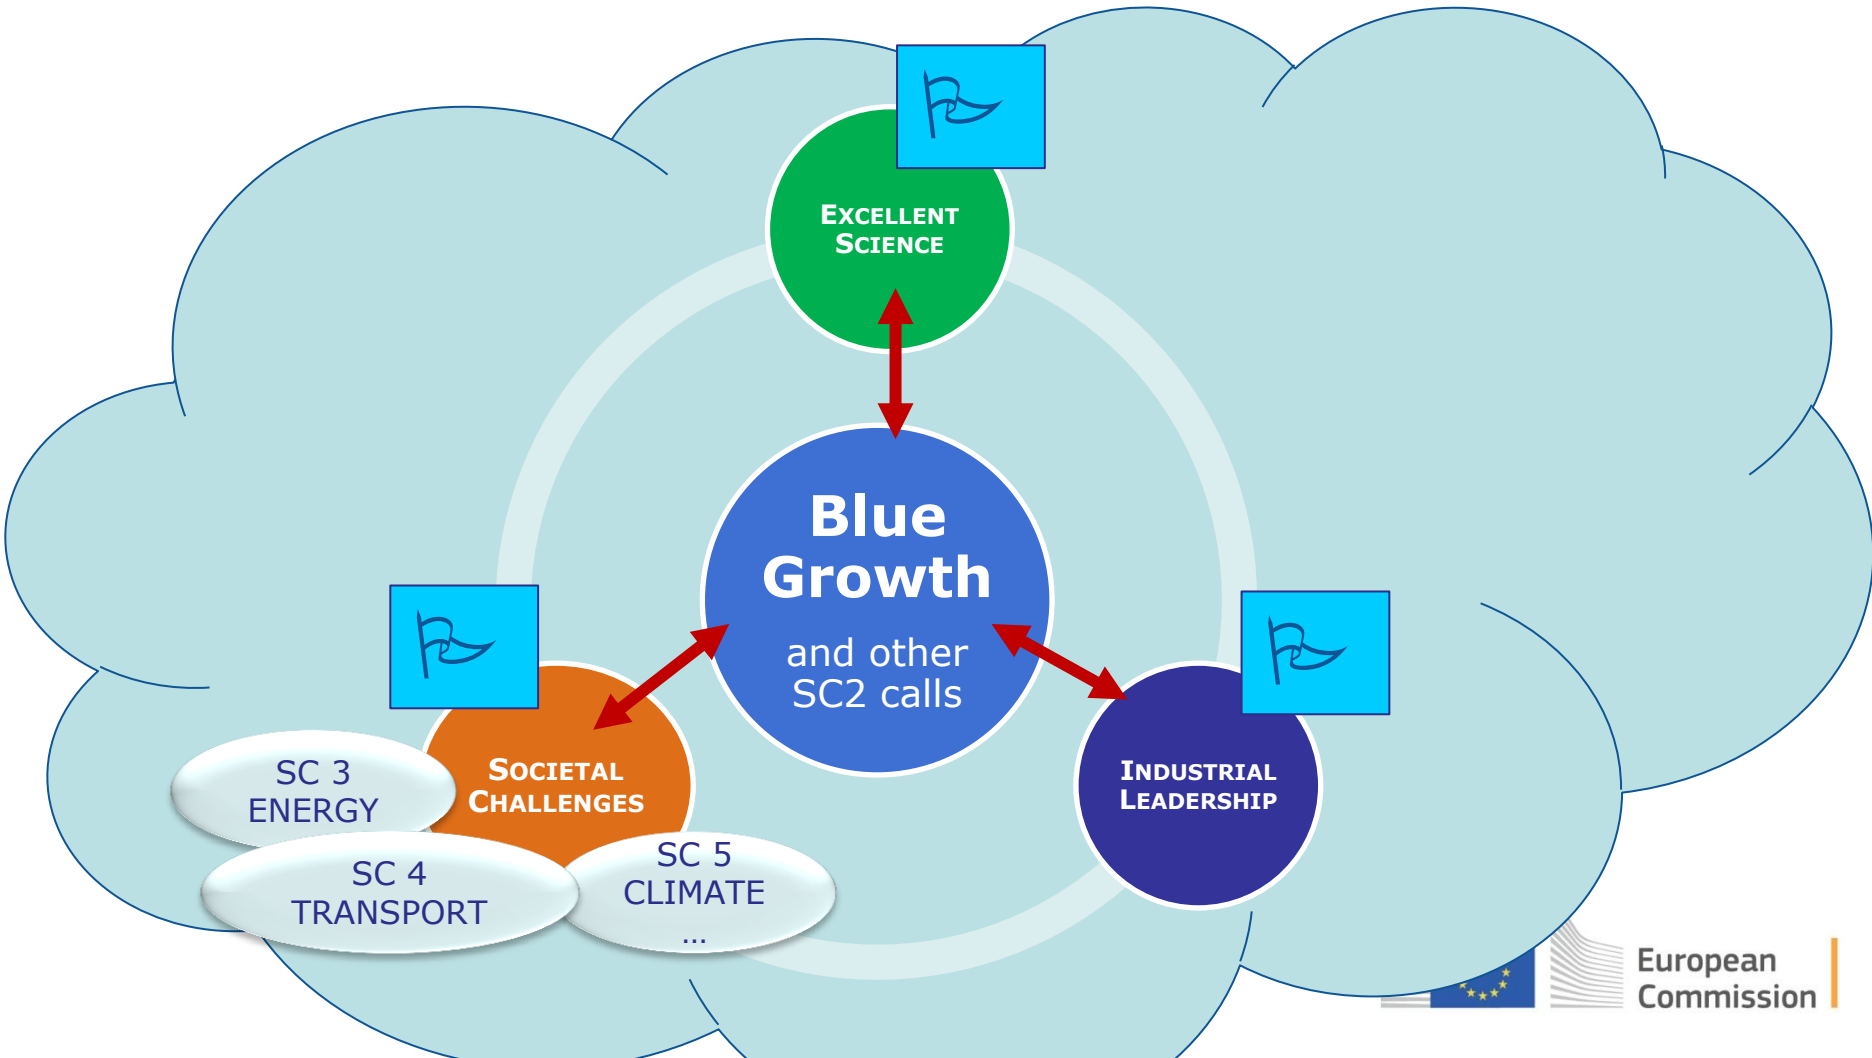 EXCELLENT
SCIENCE
Blue
Growth
and other
SC2 calls
SOCIETAL
CHALLENGES
INDUSTRIAL
LEADERSHIP
SC 3
ENERGY
SC 4
TRANSPORT
SC 5
CLIMATE
...
European
Commission